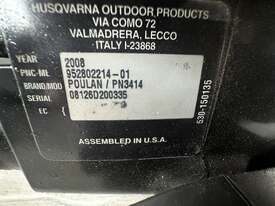 HUSQVARNA OUTDOOR PRODUCTS
VIA COMO 72
VALMADRERA, LECCO
ITALY I-23868
YEAR 2008
PNC-ML 952802214-01
BRAND/MOD POULAN / PN3414
SERIAL 08126D200335
EC [ ]
ASSEMBLED IN U.S.A.
530-150135